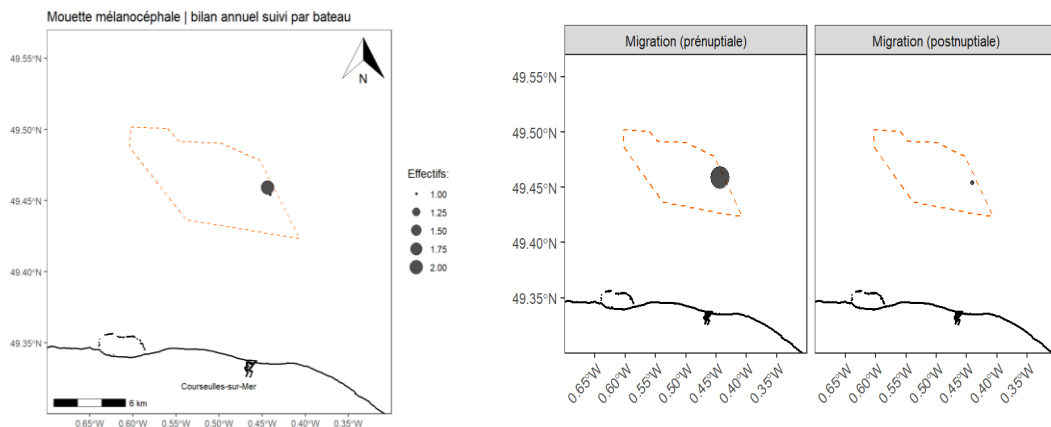 Mouette mélanocéphale | bilan annuel suivi par bateau
49.55°N
49.50°N
49.45°N
49.40°N
49.35°N
N
Courseulles-sur-Mer
6 km
0.65°W 0.60°W 0.55°W 0.50°W 0.45°W 0.40°W 0.35°W
Effectifs:
1.00
1.25
1.50
1.75
2.00
Migration (prénuptiale)
Migration (postnuptiale)
49.55°N
49.50°N
49.45°N
49.40°N
49.35°N
0.65°W 0.60°W 0.55°W 0.50°W 0.45°W 0.40°W 0.35°W
0.65°W 0.60°W 0.55°W 0.50°W 0.45°W 0.40°W 0.35°W